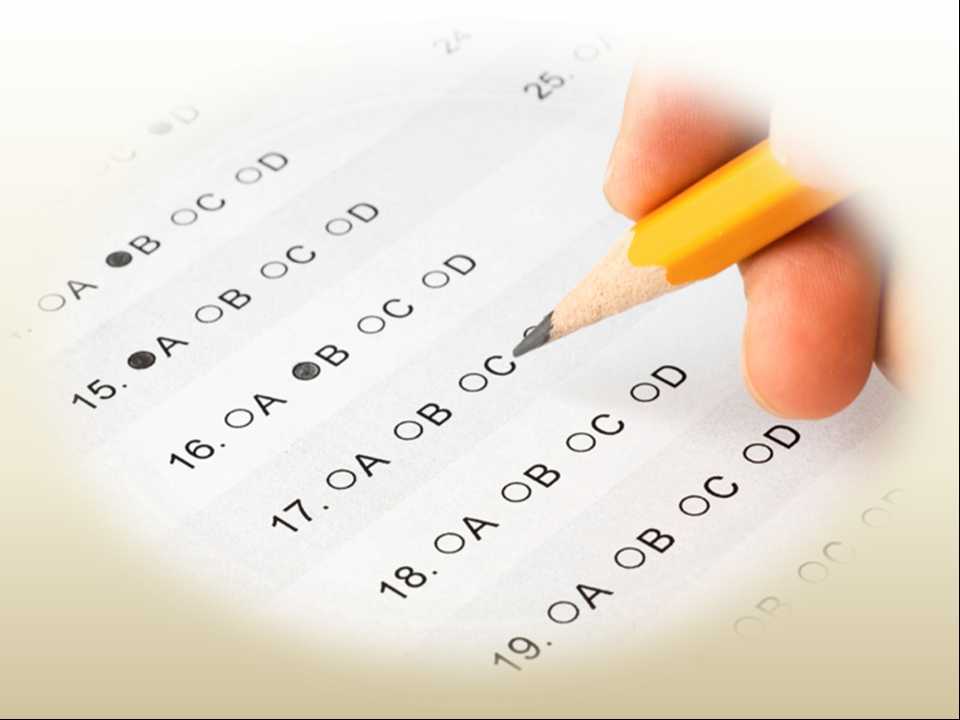 24
25.
C D
A B C D
15. A B C D
16. A B C D
17. A B C
18. A B C D
19. A B C D
B C